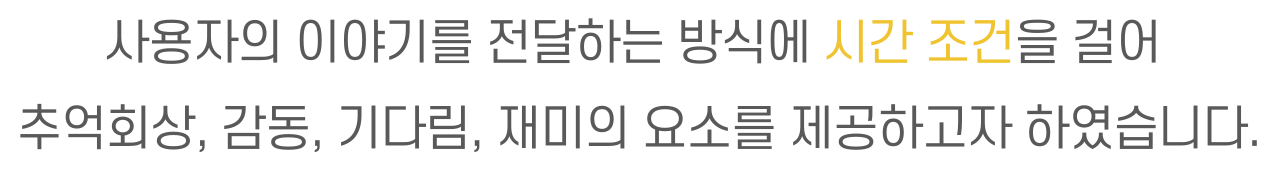 사용자의 이야기를 전달하는 방식에 시간 조건을 걸어
추억회상, 감동, 기다림, 재미의 요소를 제공하고자 하였습니다.